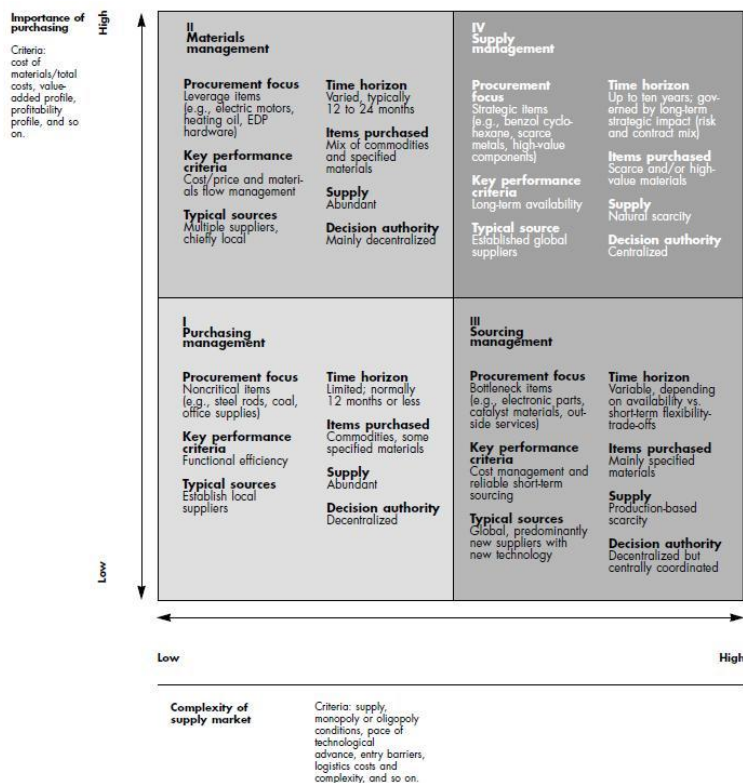 Importance of
purchasing
Criteria:
cost of
materials/total
costs, value-
added profile,
profitability
profile, and so
on.
High
Low
II
Materials
management
Procurement focus
Leverage items
(e.g., electric motors,
heating oil, EDP
hardware)
Key performance
criteria
Cost/price and materi-
als flow management
Typical sources
Multiple suppliers,
chiefly local
Time horizon
Varied, typically
12 to 24 months
Items purchased
Mix of commodities
and specified
materials
Supply
Abundant
Decision authority
Mainly decentralized
IV
Supply
management
Procurement
focus
Strategic items
(e.g., benzol cyclo-
hexane, scarce
metals, high-value
components)
Key performance
criteria
Long-term availability
Typical source
Established global
suppliers
Time horizon
Up to ten years; gov-
erned by long-term
strategic impact (risk
and contract mix)
Items purchased
Scarce and/or high-
value materials
Supply
Natural scarcity
Decision authority
Centralized
I
Purchasing
management
Procurement focus
Noncritical items
(e.g., steel rods, coal,
office supplies)
Key performance
criteria
Functional efficiency
Typical sources
Establish local
suppliers
Time horizon
Limited; normally
12 months or less
Items purchased
Commodities, some
specified materials
Supply
Abundant
Decision authority
Decentralized
III
Sourcing
management
Procurement focus
Bottleneck items
(e.g., electronic parts,
catalyst materials, out-
side services)
Key performance
criteria
Cost management and
reliable short-term
sourcing
Typical sources
Global, predominantly
new suppliers with
new technology
Time horizon
Variable, depending
on availability vs.
short-term flexibility-
trade-offs
Items purchased
Mainly specified
materials
Supply
Production-based
scarcity
Decision authority
Decentralized but
centrally coordinated
Low
High
Complexity of
supply market
Criteria: supply,
monopoly or oligopoly
conditions, pace of
technological
advance, entry barriers,
logistics costs and
complexity, and so on.